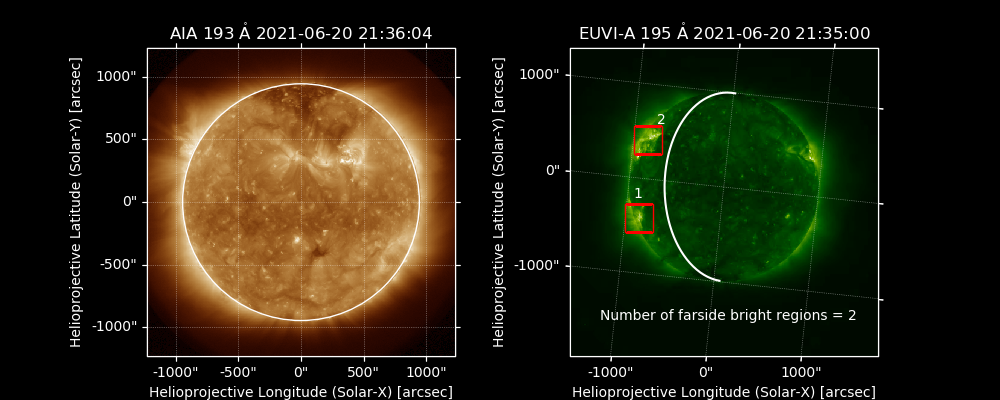 AIA 193 Å 2021-06-20 21:36:04
1000"
500"
0"
-500"
-1000"
-1000"
-500"
0"
500"
1000"
Helioprojective Longitude (Solar-X) [arcsec]
Helioprojective Latitude (Solar-Y) [arcsec]
EUVI-A 195 Å 2021-06-20 21:35:00
1000"
0"
-1000"
2
1
Number of farside bright regions = 2
-1000"
0"
1000"
Helioprojective Longitude (Solar-X) [arcsec]
Helioprojective Latitude (Solar-Y) [arcsec]